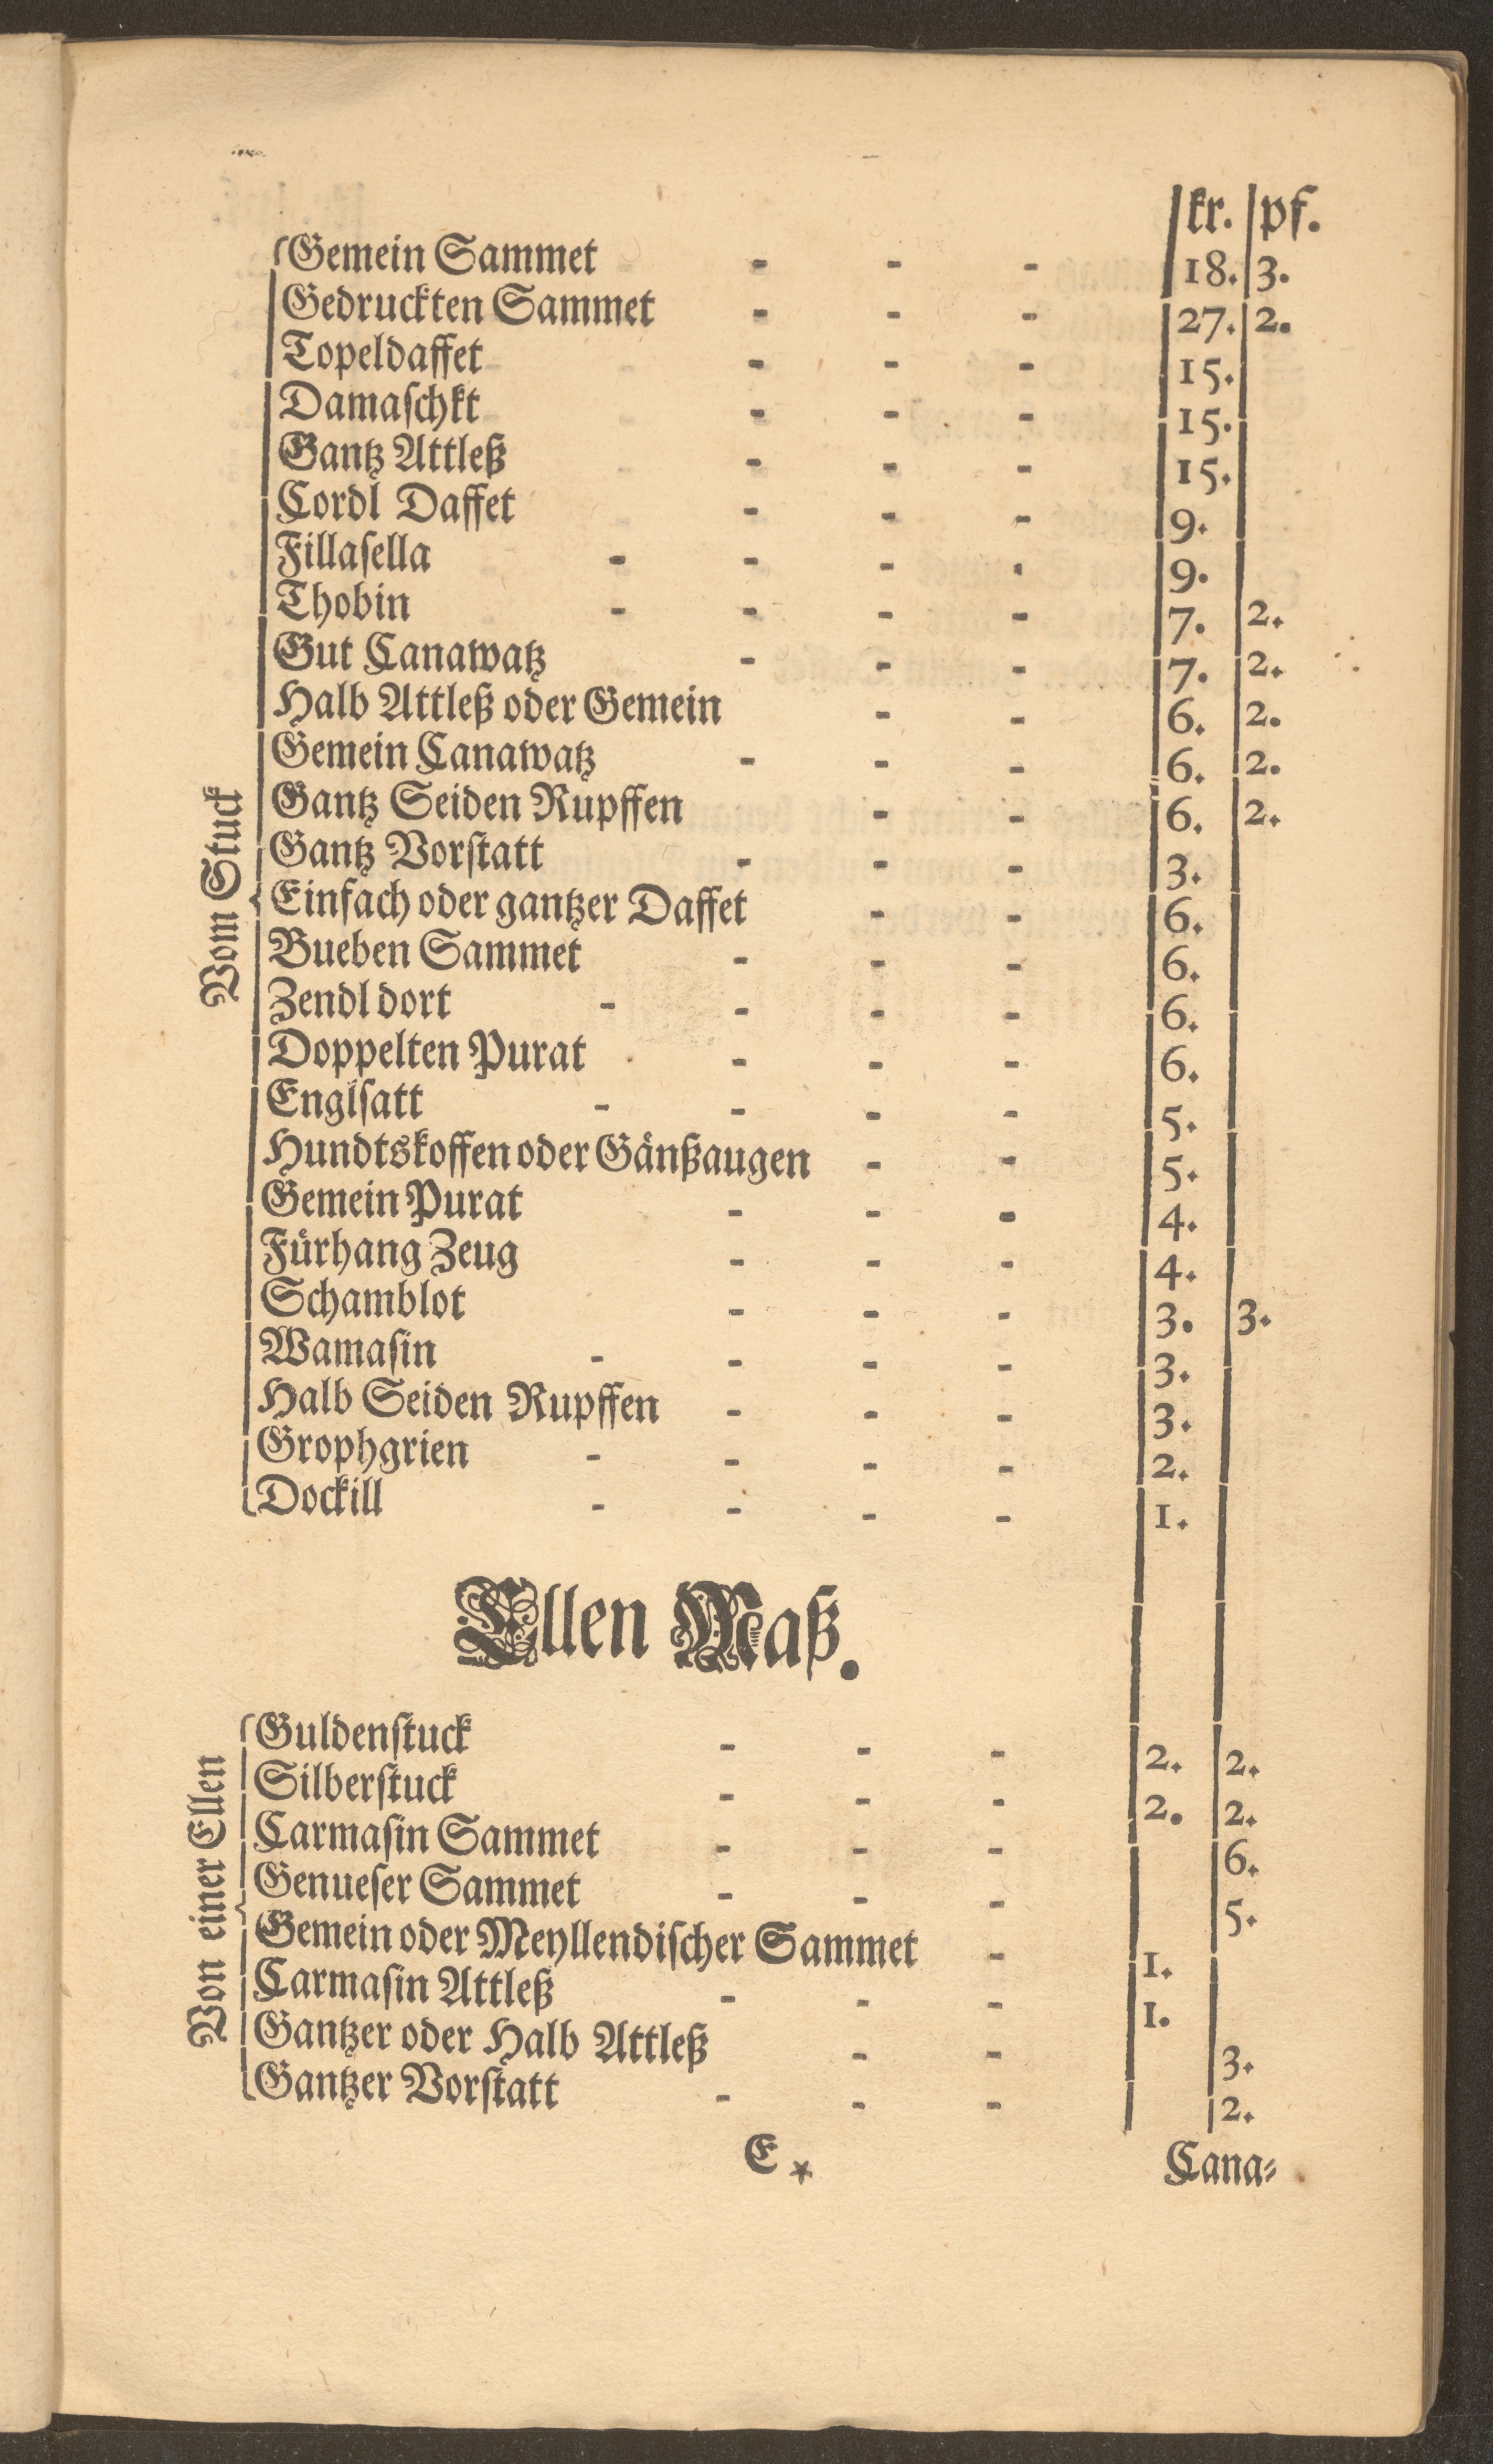 kr. pf.
Vom Stuck
Gemein Sammet - - - 18. 3.
Gedruckten Sammet - - - 27. 2.
Topeldaffet - - - 15.
Damaſchkt - - - 15.
Gantz Attleß - - - 15.
Cordl Daffet - - - 9.
Fillaſella - - - - 9.
Thobin - - - - 7. 2.
Gut Canawatz - - - 7. 2.
Halb Attleß oder Gemein - - 6. 2.
Gemein Canawatz - - - 6. 2.
Gantz Seiden Rupffen - - 6. 2.
Gantz Vorſtatt - - - 3.
Einfach oder gantzer Daffet - - 6.
Bueben Sammet - - - 6.
Zendl dort - - - - 6.
Doppelten Purat - - - 6.
Englſatt - - - - 5.
Hundtskoffen oder Gänßaugen - - 5.
Gemein Purat - - - 4.
Fürhang Zeug - - - 4.
Schamblot - - - 3. 3.
Wamaſin - - - - 3.
Halb Seiden Rupffen - - - 3.
Grophgrien - - - - 2.
Dockill - - - - 1.
Ellen Maß.
Von einer Ellen
Guldenſtuck - - - 2. 2.
Silberſtuck - - - 2. 2.
Carmaſin Sammet - - - 6.
Genueſer Sammet - - - 5.
Gemein oder Meyllendiſcher Sammet - 1.
Carmaſin Attleß - - - 1.
Gantzer oder Halb Attleß - - 3.
Gantzer Vorſtatt - - - 2.
E * Cana⸗